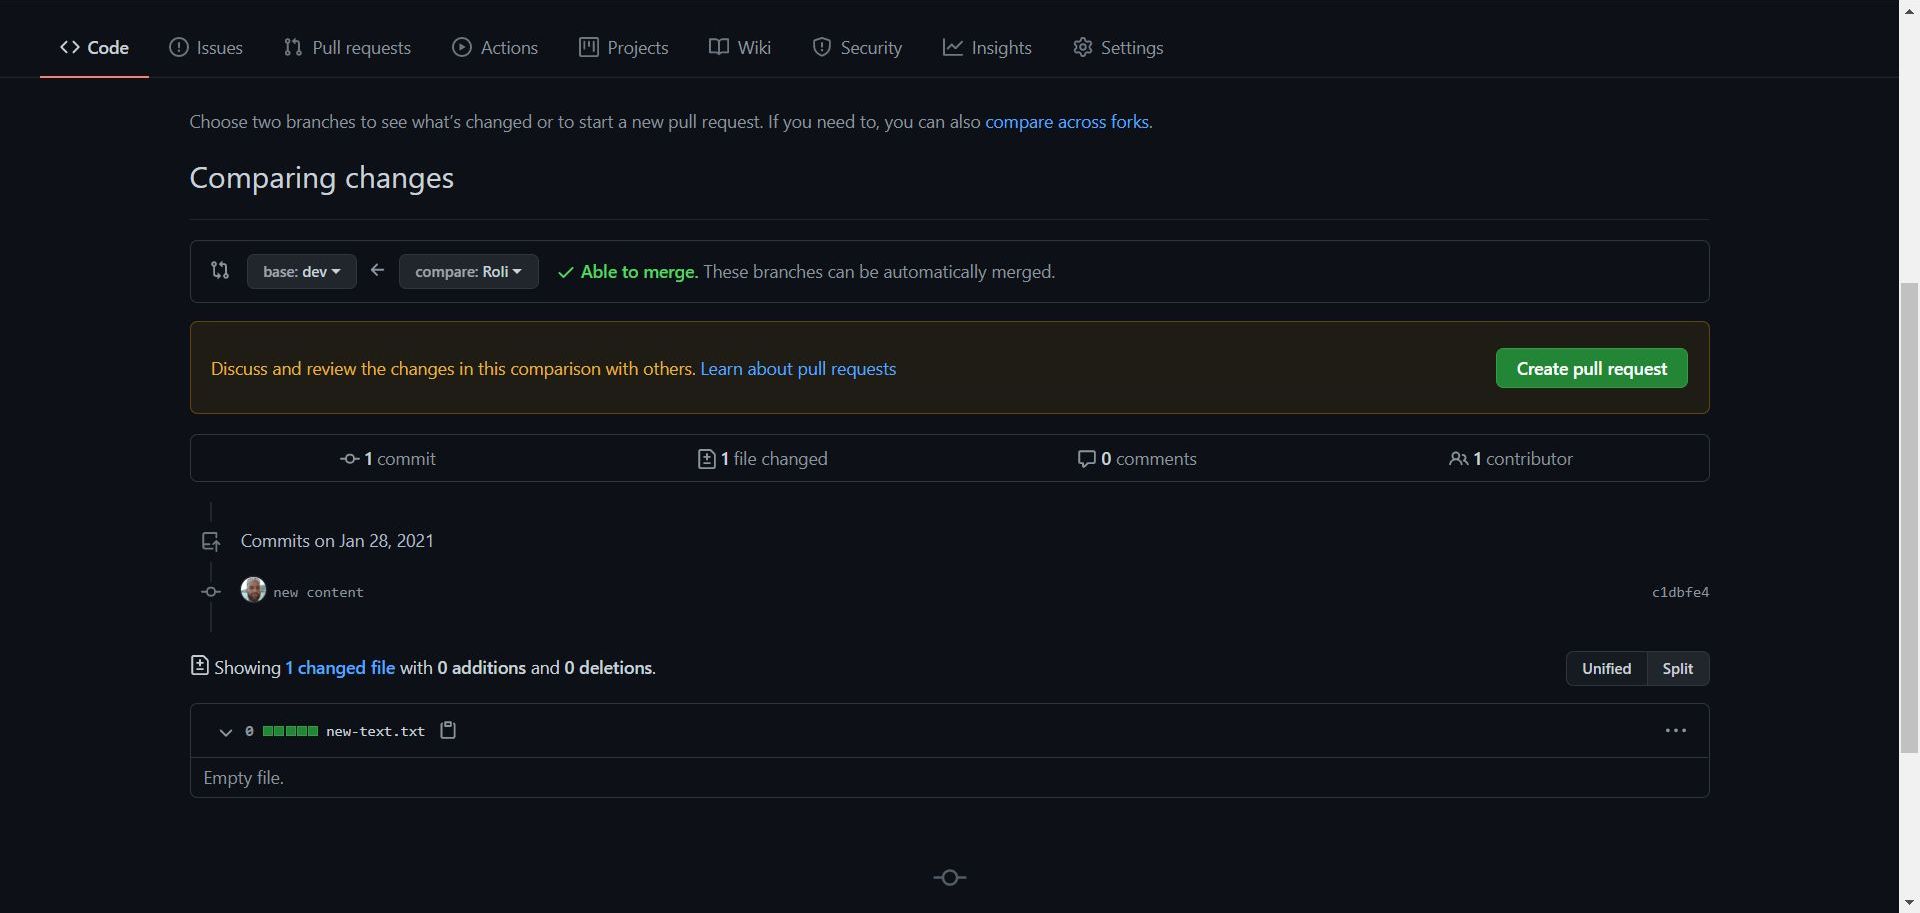 Code Issues Pull requests Actions Projects Wiki Security Insights Settings
Choose two branches to see what's changed or to start a new pull request. If you need to, you can also compare across forks.
Comparing changes
base: dev compare: Roli Able to merge. These branches can be automatically merged.
Discuss and review the changes in this comparison with others. Learn about pull requests Create pull request
1 commit 1 file changed 0 comments 1 contributor
Commits on Jan 28, 2021
new content c1dbfe4
Showing 1 changed file with 0 additions and 0 deletions. Unified Split
0 new-text.txt
Empty file.